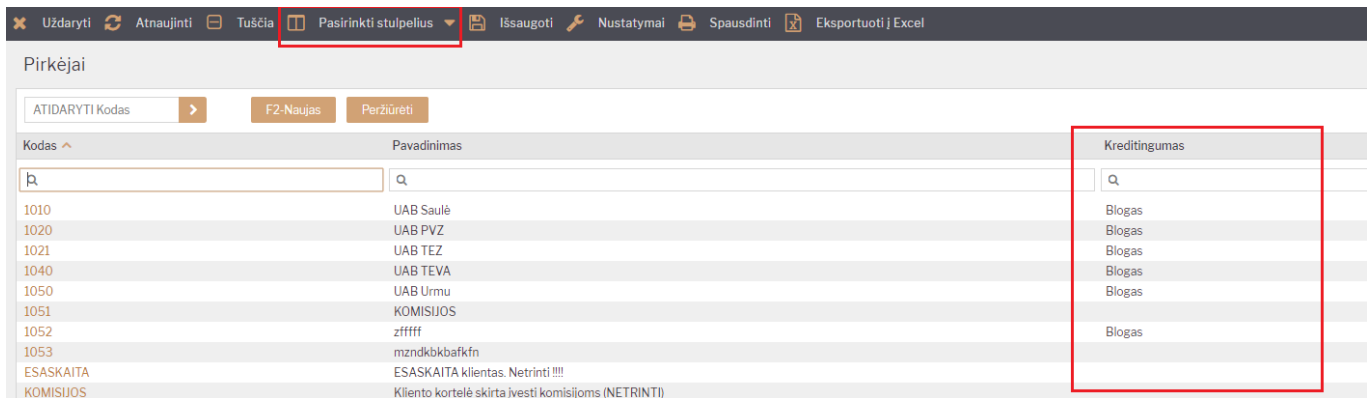 Uždaryti Atnaujinti Tuščia Pasirinkti stulpelius Išsaugoti Nustatymai Spausdinti Eksportuoti į Excel
Pirkėjai
ATIDARYTI Kodas F2-Naujas Peržiūrėti
Kodas Pavadinimas Kreditingumas
1010 UAB Saulė Blogas
1020 UAB PVZ Blogas
1021 UAB TEZ Blogas
1040 UAB TEVA Blogas
1050 UAB Urmu Blogas
1051 KOMISIJOS
1052 zfffff Blogas
1053 mzndkbkbafkfn
ESASKAITA ESASKAITA klientas. Netrinti !!!!
KOMISIJOS Kliento kortelė skirta įvesti komisijoms (NETRINTI)